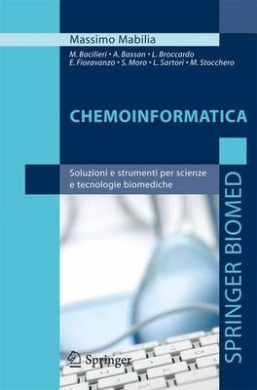 Massimo Mabilia
M. Bacilieri • A. Bassan • L. Broccardo
E. Fioravanzo • S. Moro • L. Sartori • M. Stocchero
CHEMOINFORMATICA
Soluzioni e strumenti per scienze
e tecnologie biomediche
SPRINGER BIOMED
Springer